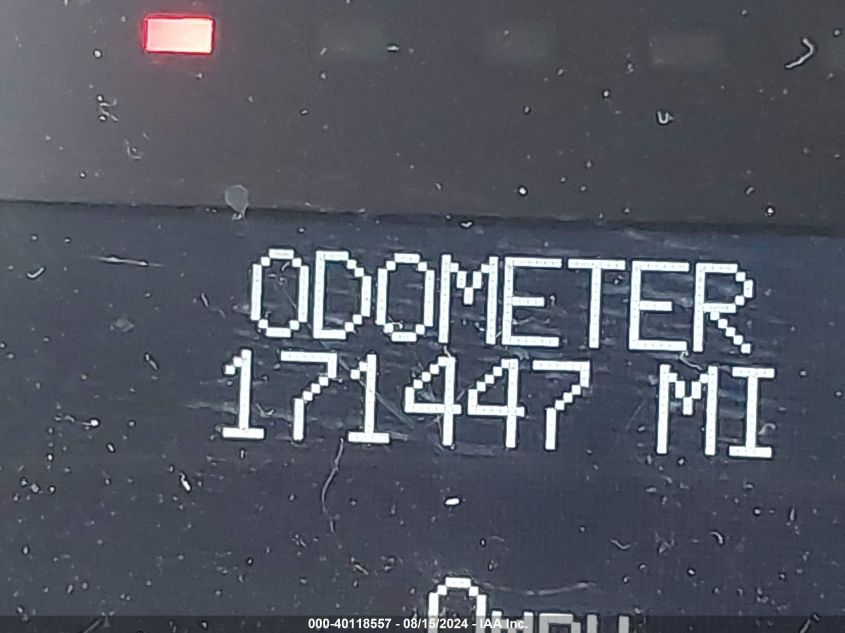 ODOMETER
171447 MI
000-40118557 - 08/15/2024 - IAA Inc.